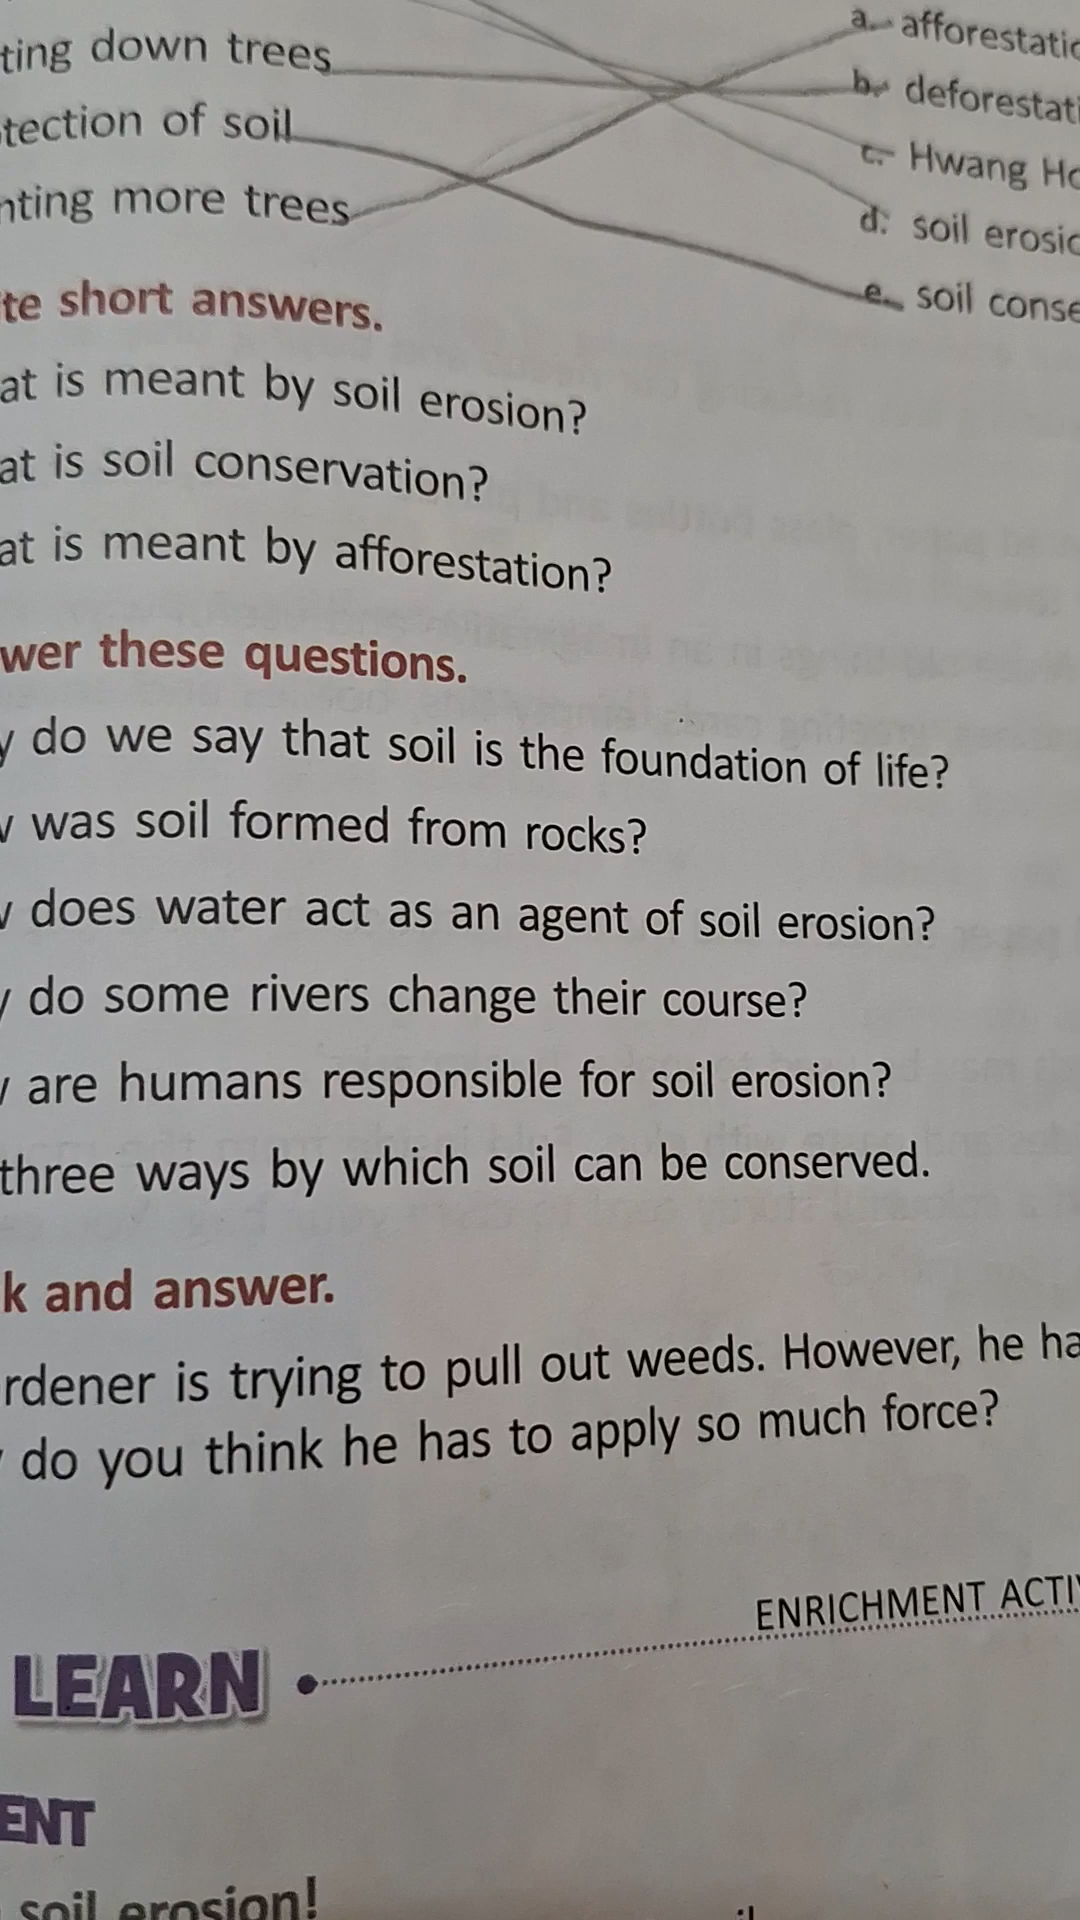 ting down trees
a. afforestatio
tection of soil
b. deforestati
nting more trees
c. Hwang Ho
d. soil erosio
e. soil conse
te short answers.
at is meant by soil erosion?
at is soil conservation?
at is meant by afforestation?
wer these questions.
y do we say that soil is the foundation of life?
w was soil formed from rocks?
w does water act as an agent of soil erosion?
y do some rivers change their course?
w are humans responsible for soil erosion?
three ways by which soil can be conserved.
k and answer.
rdener is trying to pull out weeds. However, he ha
do you think he has to apply so much force?
ENRICHMENT ACTIV
LEARN
ENT
soil erosion!